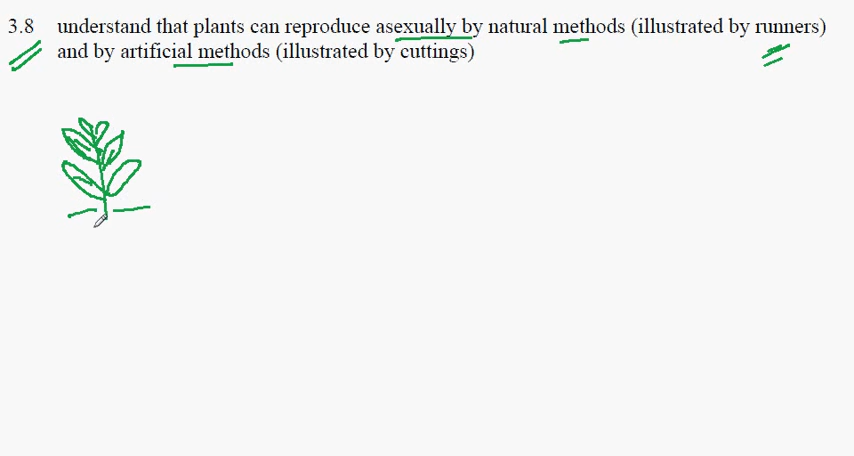 3.8 understand that plants can reproduce asexually by natural methods (illustrated by runners)
and by artificial methods (illustrated by cuttings)